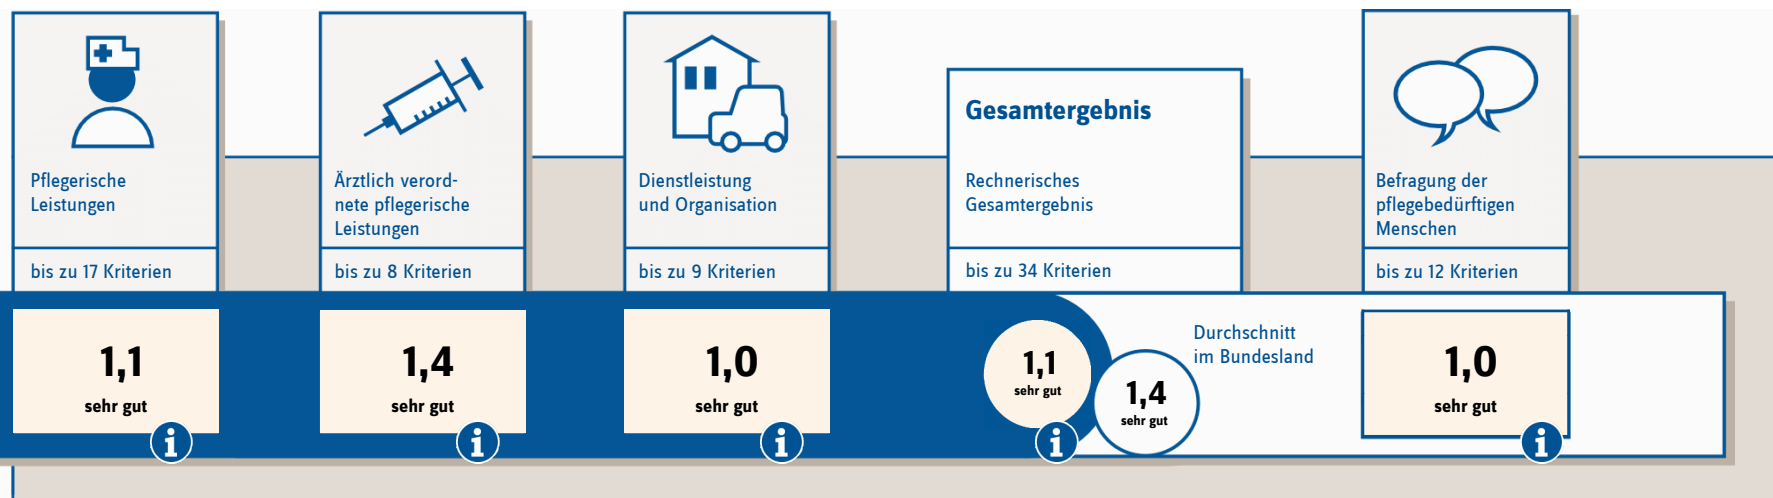 Pflegerische
Leistungen
bis zu 17 Kriterien
1,1
sehr gut
i
Ärztlich verord-
nete pflegerische
Leistungen
bis zu 8 Kriterien
1,4
sehr gut
i
Dienstleistung
und Organisation
bis zu 9 Kriterien
1,0
sehr gut
i
Gesamtergebnis
Rechnerisches
Gesamtergebnis
bis zu 34 Kriterien
1,1
sehr gut
i
1,4
sehr gut
Durchschnitt
im Bundesland
Befragung der
pflegebedürftigen
Menschen
bis zu 12 Kriterien
1,0
sehr gut
i